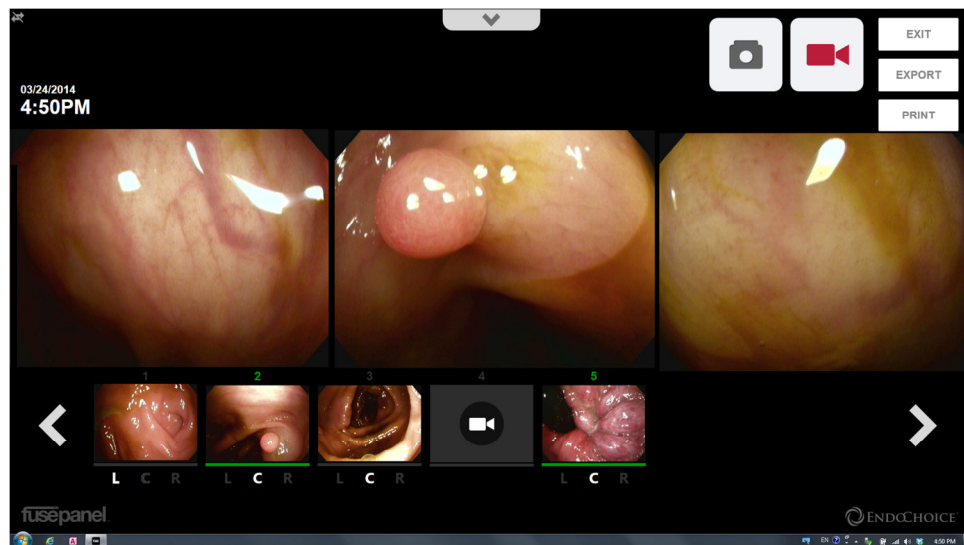 03/24/2014
4:50PM
EXIT
EXPORT
PRINT
1 2 3 4 5
L C R L C R L C R L C R
fusepanel
ENDOCHOICE
EN
4:50 PM